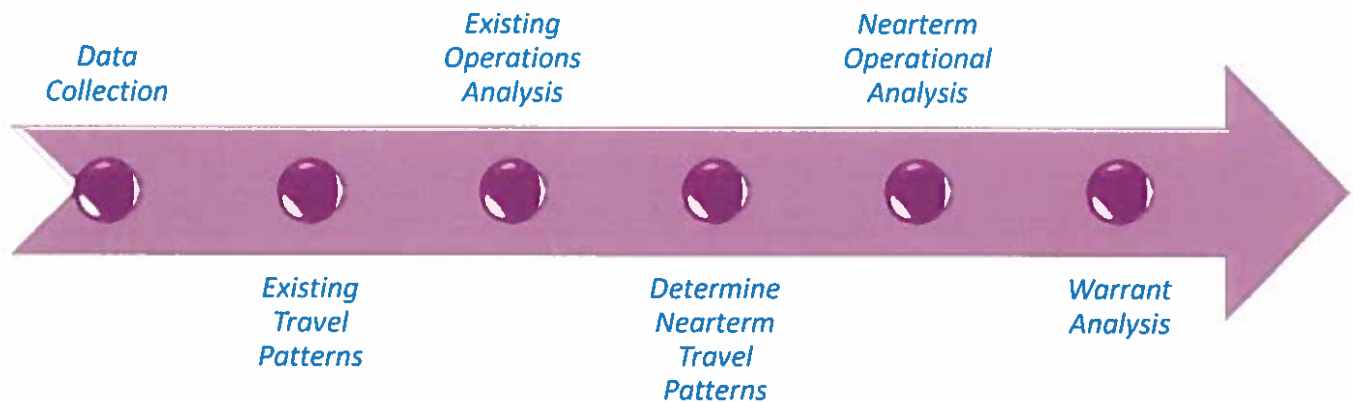 Data
Collection
Existing
Travel
Patterns
Existing
Operations
Analysis
Determine
Nearterm
Travel
Patterns
Nearterm
Operational
Analysis
Warrant
Analysis